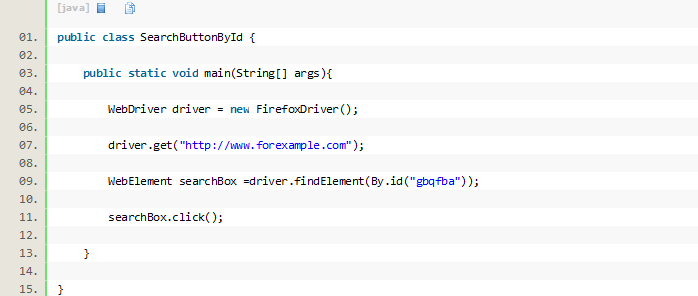 [java]
01. public class SearchButtonById {
02.
03.     public static void main(String[] args){
04.
05.         WebDriver driver = new FirefoxDriver();
06.
07.         driver.get("http://www.forexample.com");
08.
09.         WebElement searchBox =driver.findElement(By.id("gbqfba"));
10.
11.         searchBox.click();
12.
13.     }
14.
15. }